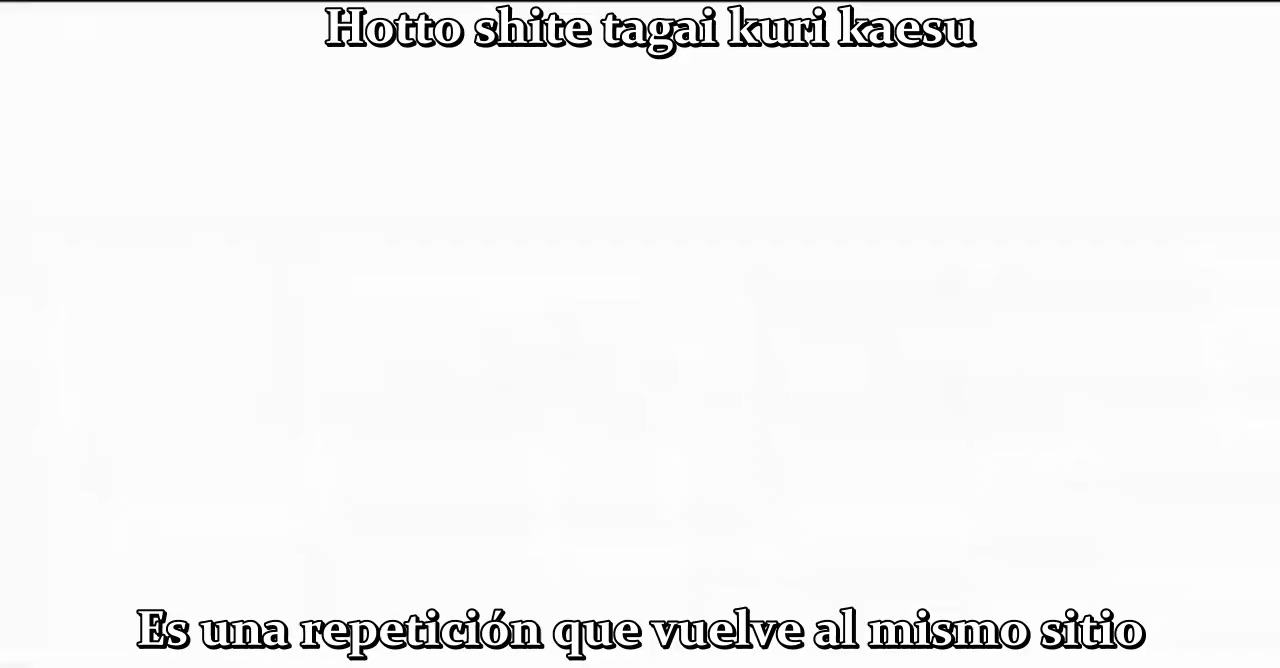 Hotto shite tagai kuri kaesu
Es una repetición que vuelve al mismo sitio